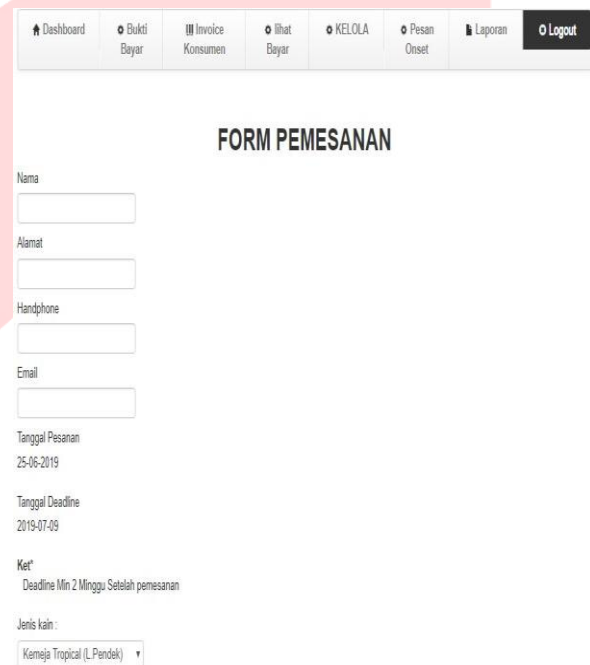 Dashboard
Bukti
Bayar
Invoice
Konsumen
lihat
Bayar
KELOLA
Pesan
Onset
Laporan
Logout
FORM PEMESANAN
Nama
Alamat
Handphone
Email
Tanggal Pesanan
25-06-2019
Tanggal Deadline
2019-07-09
Ket*
Deadline Min 2 Minggu Setelah pemesanan
Jenis kain :
Kemeja Tropical (L.Pendek)